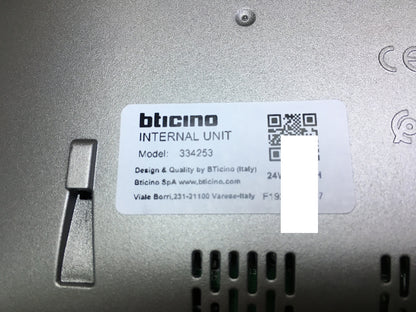 bticino
INTERNAL UNIT
Model: 334253
Design & Quality by BTicino (Italy)
Bticino SpA www.bticino.com
Viale Borri,231-21100 Varese-Italy
CE